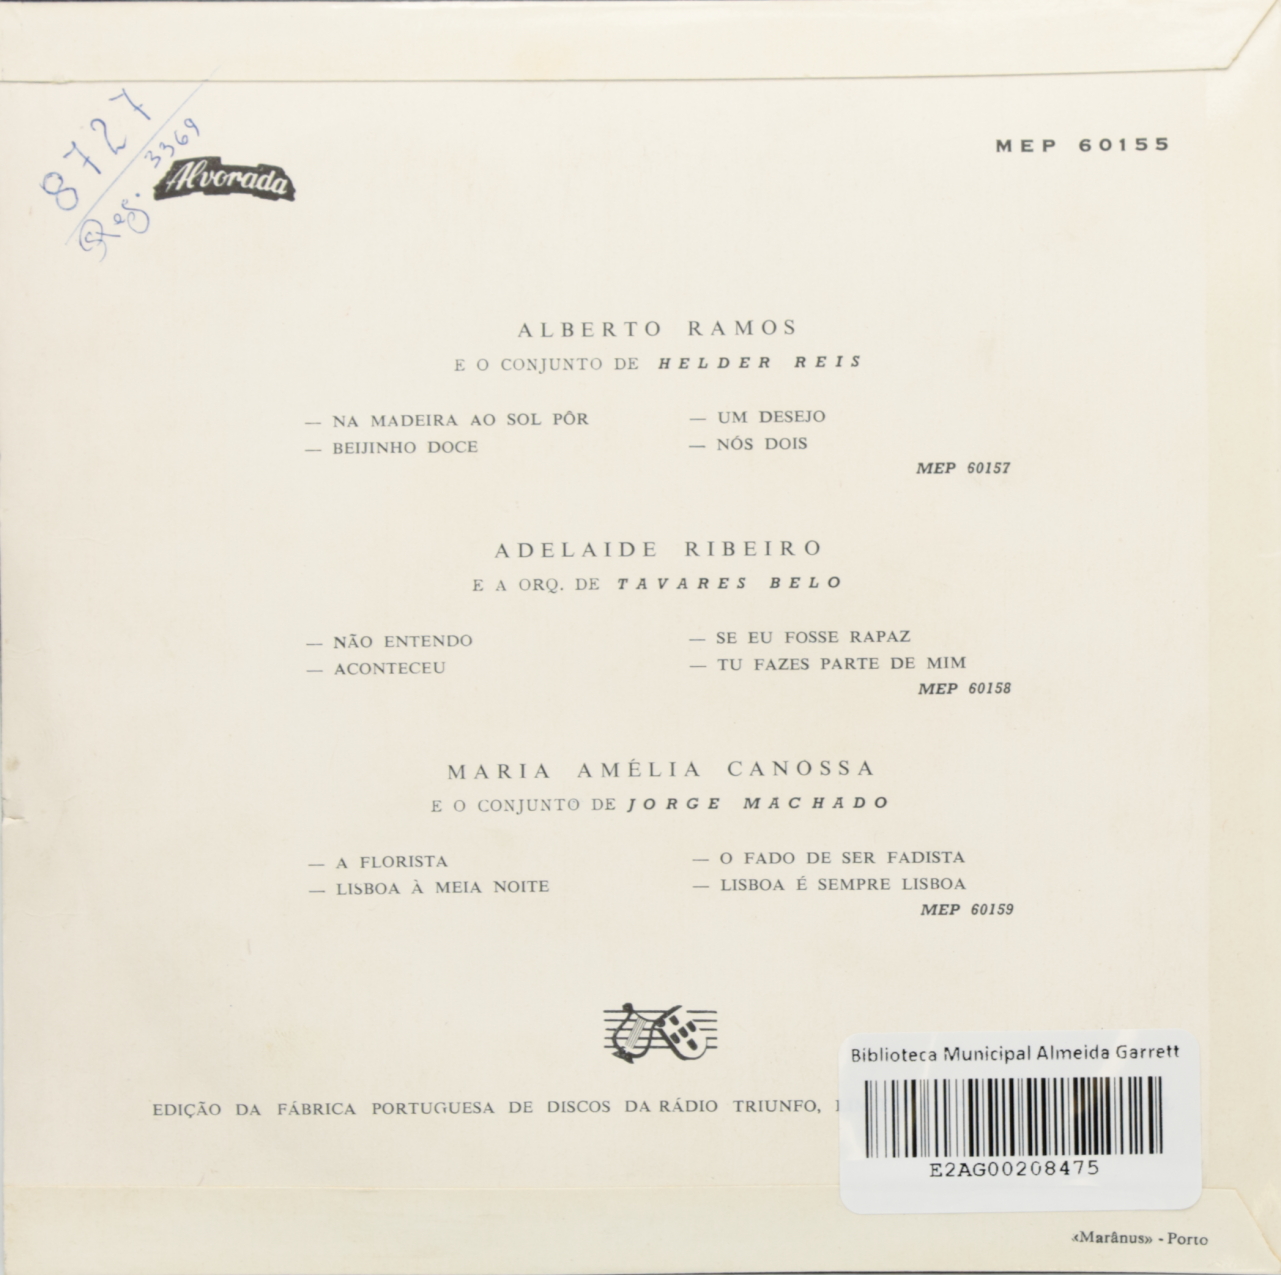 8727
Reg. 3369
Alvorada
MEP 60155
ALBERTO RAMOS
E O CONJUNTO DE HELDER REIS
— NA MADEIRA AO SOL PÔR
— BEIJINHO DOCE
— UM DESEJO
— NÓS DOIS
MEP 60157
ADELAIDE RIBEIRO
E A ORQ. DE TAVARES BELO
— NÃO ENTENDO
— ACONTECEU
— SE EU FOSSE RAPAZ
— TU FAZES PARTE DE MIM
MEP 60158
MARIA AMÉLIA CANOSSA
E O CONJUNTO DE JORGE MACHADO
— A FLORISTA
— LISBOA À MEIA NOITE
— O FADO DE SER FADISTA
— LISBOA É SEMPRE LISBOA
MEP 60159
EDIÇÃO DA FÁBRICA PORTUGUESA DE DISCOS DA RÁDIO TRIUNFO,
Biblioteca Municipal Almeida Garrett
E2AG00208475
«Marânus» - Porto